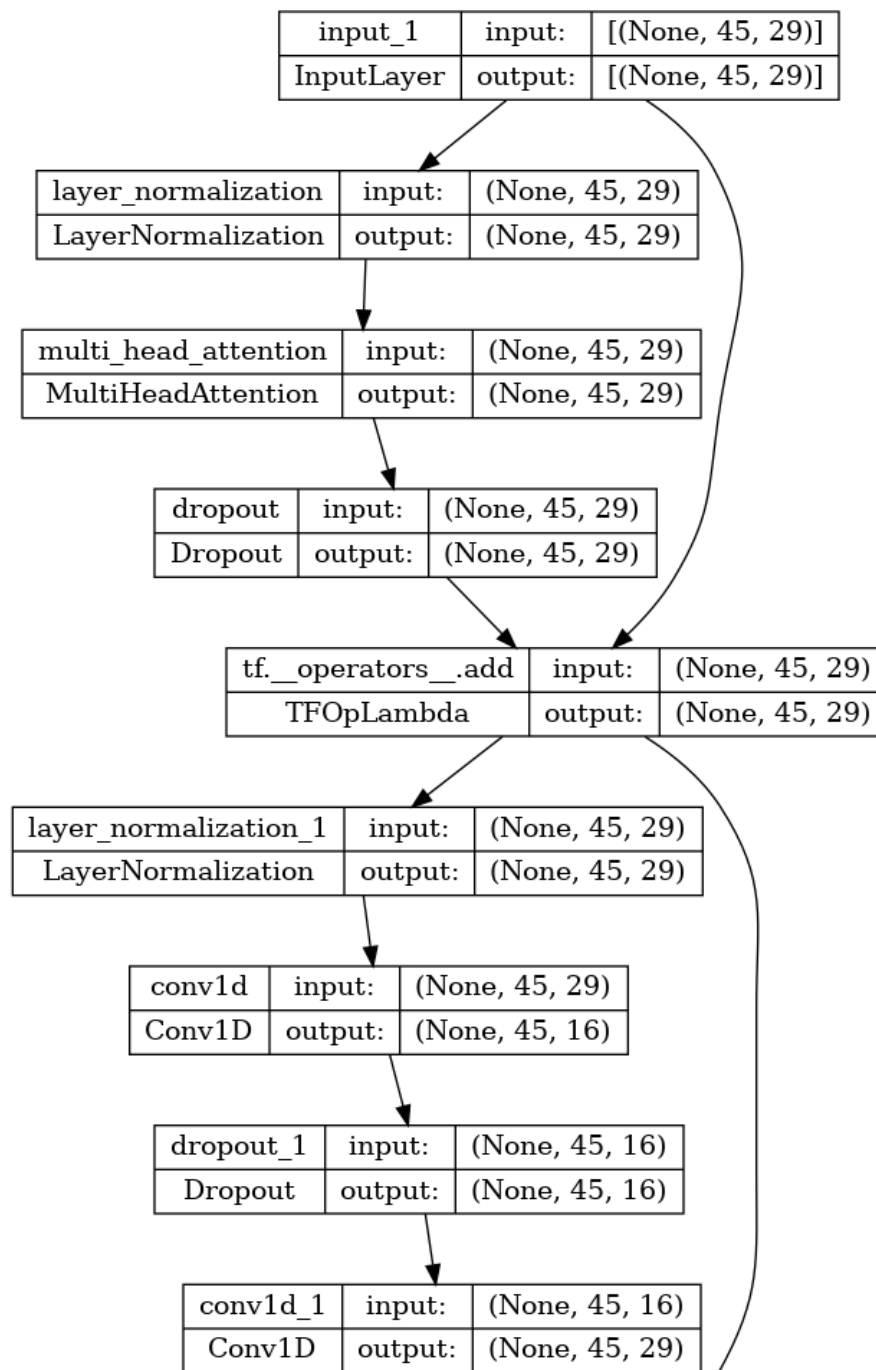 input_1 input: [(None, 45, 29)]
InputLayer output: [(None, 45, 29)]
layer_normalization input: (None, 45, 29)
LayerNormalization output: (None, 45, 29)
multi_head_attention input: (None, 45, 29)
MultiHeadAttention output: (None, 45, 29)
dropout input: (None, 45, 29)
Dropout output: (None, 45, 29)
tf.__operators__.add input: (None, 45, 29)
TFOpLambda output: (None, 45, 29)
layer_normalization_1 input: (None, 45, 29)
LayerNormalization output: (None, 45, 29)
conv1d input: (None, 45, 29)
Conv1D output: (None, 45, 16)
dropout_1 input: (None, 45, 16)
Dropout output: (None, 45, 16)
conv1d_1 input: (None, 45, 16)
Conv1D output: (None, 45, 29)